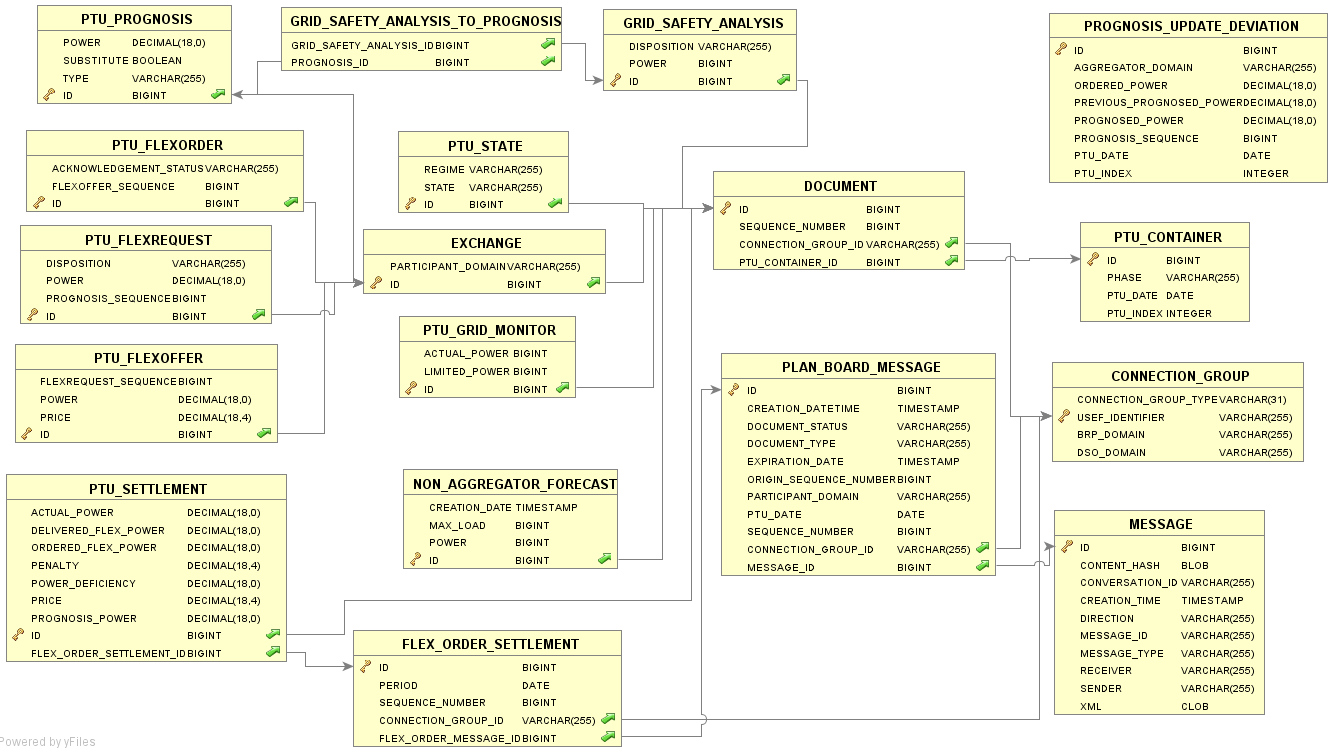 PTU_PROGNOSIS
POWER DECIMAL(18,0)
SUBSTITUTE BOOLEAN
TYPE VARCHAR(255)
ID BIGINT
GRID_SAFETY_ANALYSIS_TO_PROGNOSIS
GRID_SAFETY_ANALYSIS_ID BIGINT
PROGNOSIS_ID BIGINT
GRID_SAFETY_ANALYSIS
DISPOSITION VARCHAR(255)
POWER BIGINT
ID BIGINT
PROGNOSIS_UPDATE_DEVIATION
ID BIGINT
AGGREGATOR_DOMAIN VARCHAR(255)
ORDERED_POWER DECIMAL(18,0)
PREVIOUS_PROGNOSED_POWER DECIMAL(18,0)
PROGNOSED_POWER DECIMAL(18,0)
PROGNOSIS_SEQUENCE BIGINT
PTU_DATE DATE
PTU_INDEX INTEGER
PTU_FLEXORDER
ACKNOWLEDGEMENT_STATUS VARCHAR(255)
FLEXOFFER_SEQUENCE BIGINT
ID BIGINT
PTU_STATE
REGIME VARCHAR(255)
STATE VARCHAR(255)
ID BIGINT
DOCUMENT
ID BIGINT
SEQUENCE_NUMBER BIGINT
CONNECTION_GROUP_ID VARCHAR(255)
PTU_CONTAINER_ID BIGINT
PTU_FLEXREQUEST
DISPOSITION VARCHAR(255)
POWER DECIMAL(18,0)
PROGNOSIS_SEQUENCE BIGINT
ID BIGINT
EXCHANGE
PARTICIPANT_DOMAIN VARCHAR(255)
ID BIGINT
PTU_CONTAINER
ID BIGINT
PHASE VARCHAR(255)
PTU_DATE DATE
PTU_INDEX INTEGER
PTU_FLEXOFFER
FLEXREQUEST_SEQUENCE BIGINT
POWER DECIMAL(18,0)
PRICE DECIMAL(18,4)
ID BIGINT
PTU_GRID_MONITOR
ACTUAL_POWER BIGINT
LIMITED_POWER BIGINT
ID BIGINT
PLAN_BOARD_MESSAGE
ID BIGINT
CREATION_DATETIME TIMESTAMP
DOCUMENT_STATUS VARCHAR(255)
DOCUMENT_TYPE VARCHAR(255)
EXPIRATION_DATE TIMESTAMP
ORIGIN_SEQUENCE_NUMBER BIGINT
PARTICIPANT_DOMAIN VARCHAR(255)
PTU_DATE DATE
SEQUENCE_NUMBER BIGINT
CONNECTION_GROUP_ID VARCHAR(255)
MESSAGE_ID BIGINT
CONNECTION_GROUP
CONNECTION_GROUP_TYPE VARCHAR(31)
USEF_IDENTIFIER VARCHAR(255)
BRP_DOMAIN VARCHAR(255)
DSO_DOMAIN VARCHAR(255)
PTU_SETTLEMENT
ACTUAL_POWER DECIMAL(18,0)
DELIVERED_FLEX_POWER DECIMAL(18,0)
ORDERED_FLEX_POWER DECIMAL(18,0)
PENALTY DECIMAL(18,4)
POWER_DEFICIENCY DECIMAL(18,0)
PRICE DECIMAL(18,4)
PROGNOSIS_POWER DECIMAL(18,0)
ID BIGINT
FLEX_ORDER_SETTLEMENT_ID BIGINT
NON_AGGREGATOR_FORECAST
CREATION_DATE TIMESTAMP
MAX_LOAD BIGINT
POWER BIGINT
ID BIGINT
MESSAGE
ID BIGINT
CONTENT_HASH BLOB
CONVERSATION_ID VARCHAR(255)
CREATION_TIME TIMESTAMP
DIRECTION VARCHAR(255)
MESSAGE_ID VARCHAR(255)
MESSAGE_TYPE VARCHAR(255)
RECEIVER VARCHAR(255)
SENDER VARCHAR(255)
XML CLOB
FLEX_ORDER_SETTLEMENT
ID BIGINT
PERIOD DATE
SEQUENCE_NUMBER BIGINT
CONNECTION_GROUP_ID VARCHAR(255)
FLEX_ORDER_MESSAGE_ID BIGINT
Powered by yFiles